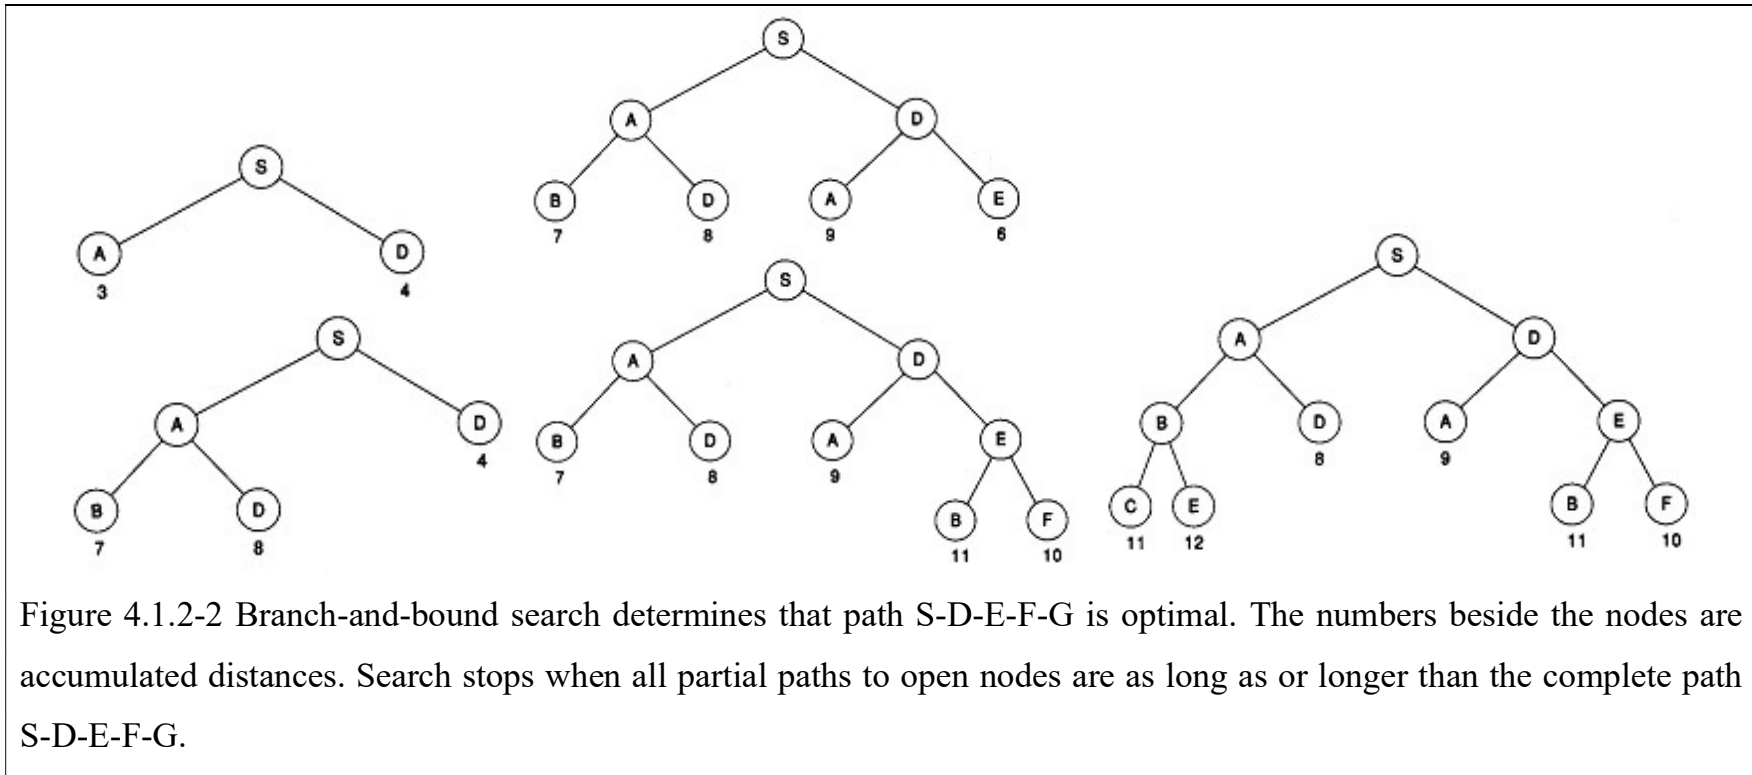 S
A
D
3
4
S
A
D
4
B
D
7
8
S
A
D
B
D
A
E
7
8
9
6
S
A
D
B
D
A
E
7
8
9
B
F
11
10
S
A
D
B
D
A
E
8
9
C
E
B
F
11
12
11
10
Figure 4.1.2-2 Branch-and-bound search determines that path S-D-E-F-G is optimal. The numbers beside the nodes are
accumulated distances. Search stops when all partial paths to open nodes are as long as or longer than the complete path
S-D-E-F-G.